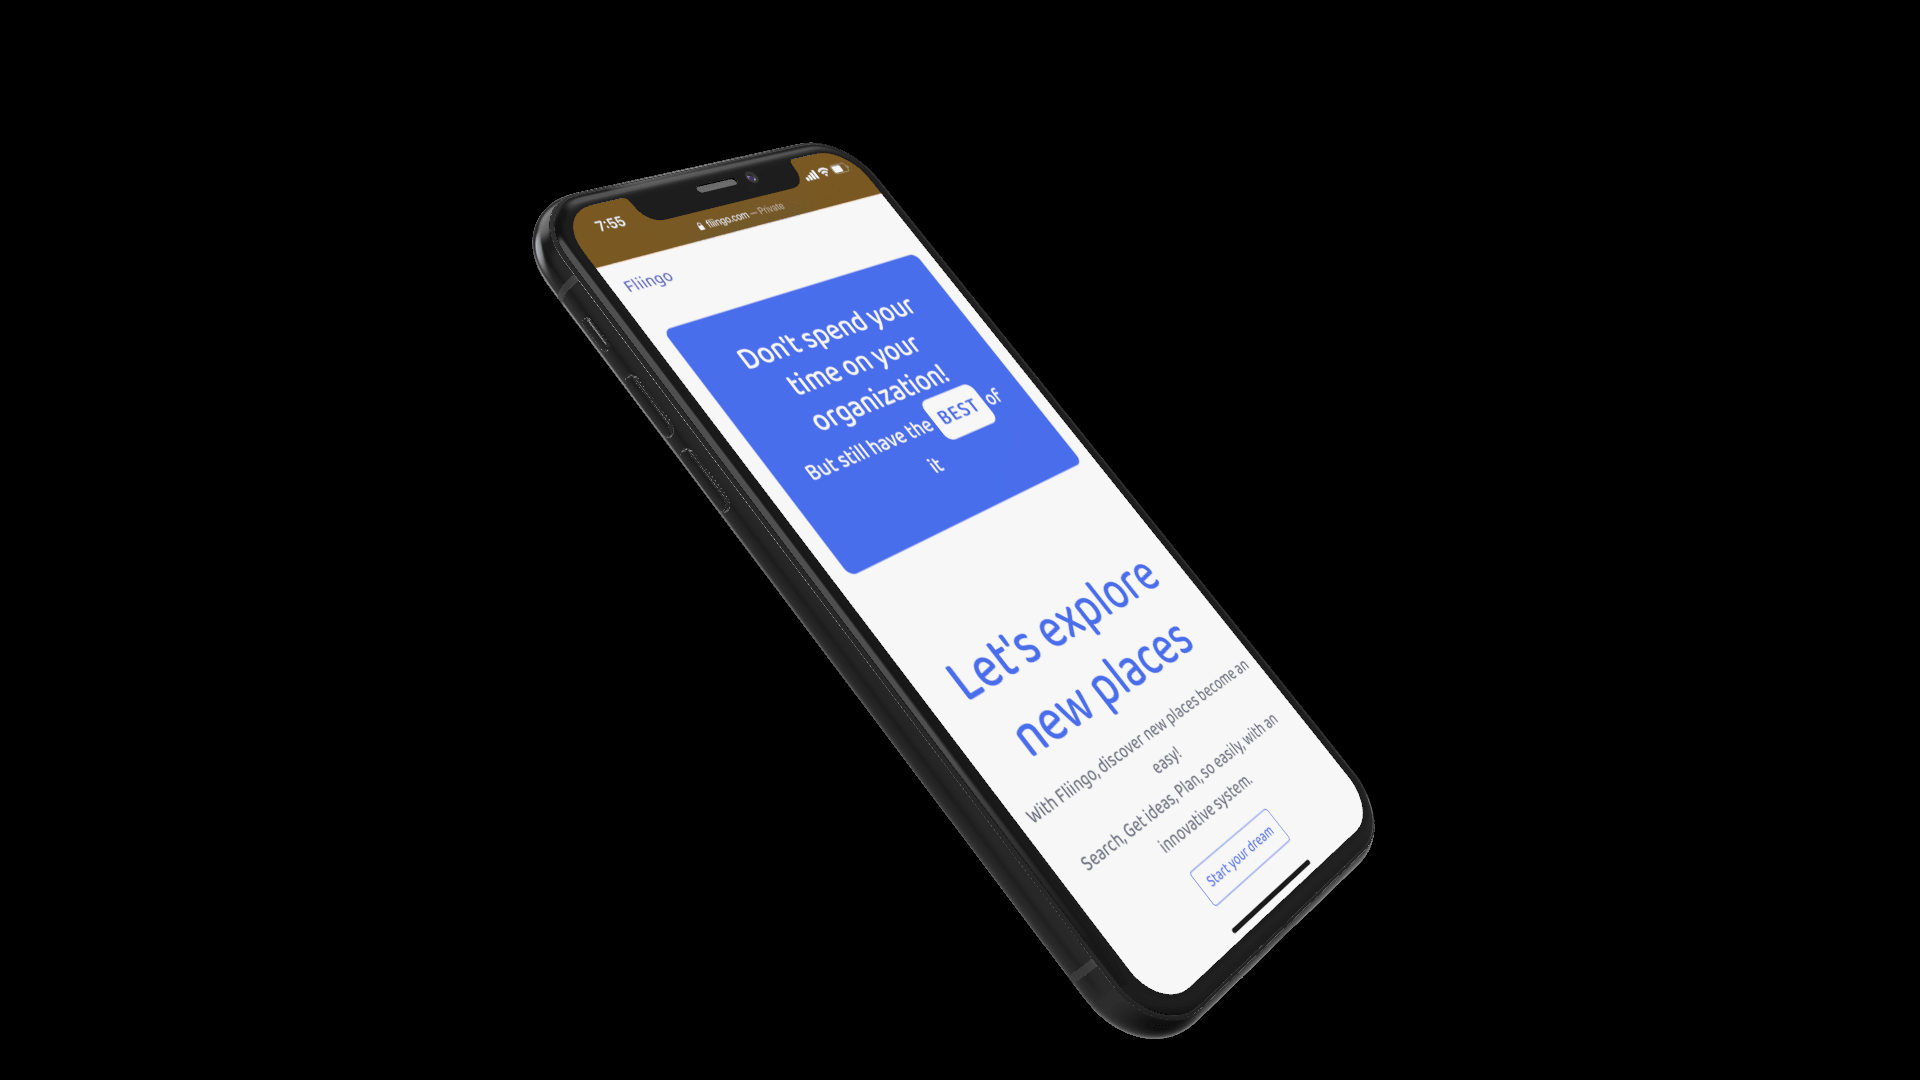 7:55
fliingo.com — Private
Fliingo
Don't spend your
time on your
organization!
But still have the BEST of
it
Let's explore
new places
With Fliingo, discover new places become an
easy!
Search, Get ideas, Plan, so easily, with an
innovative system.
Start your dream